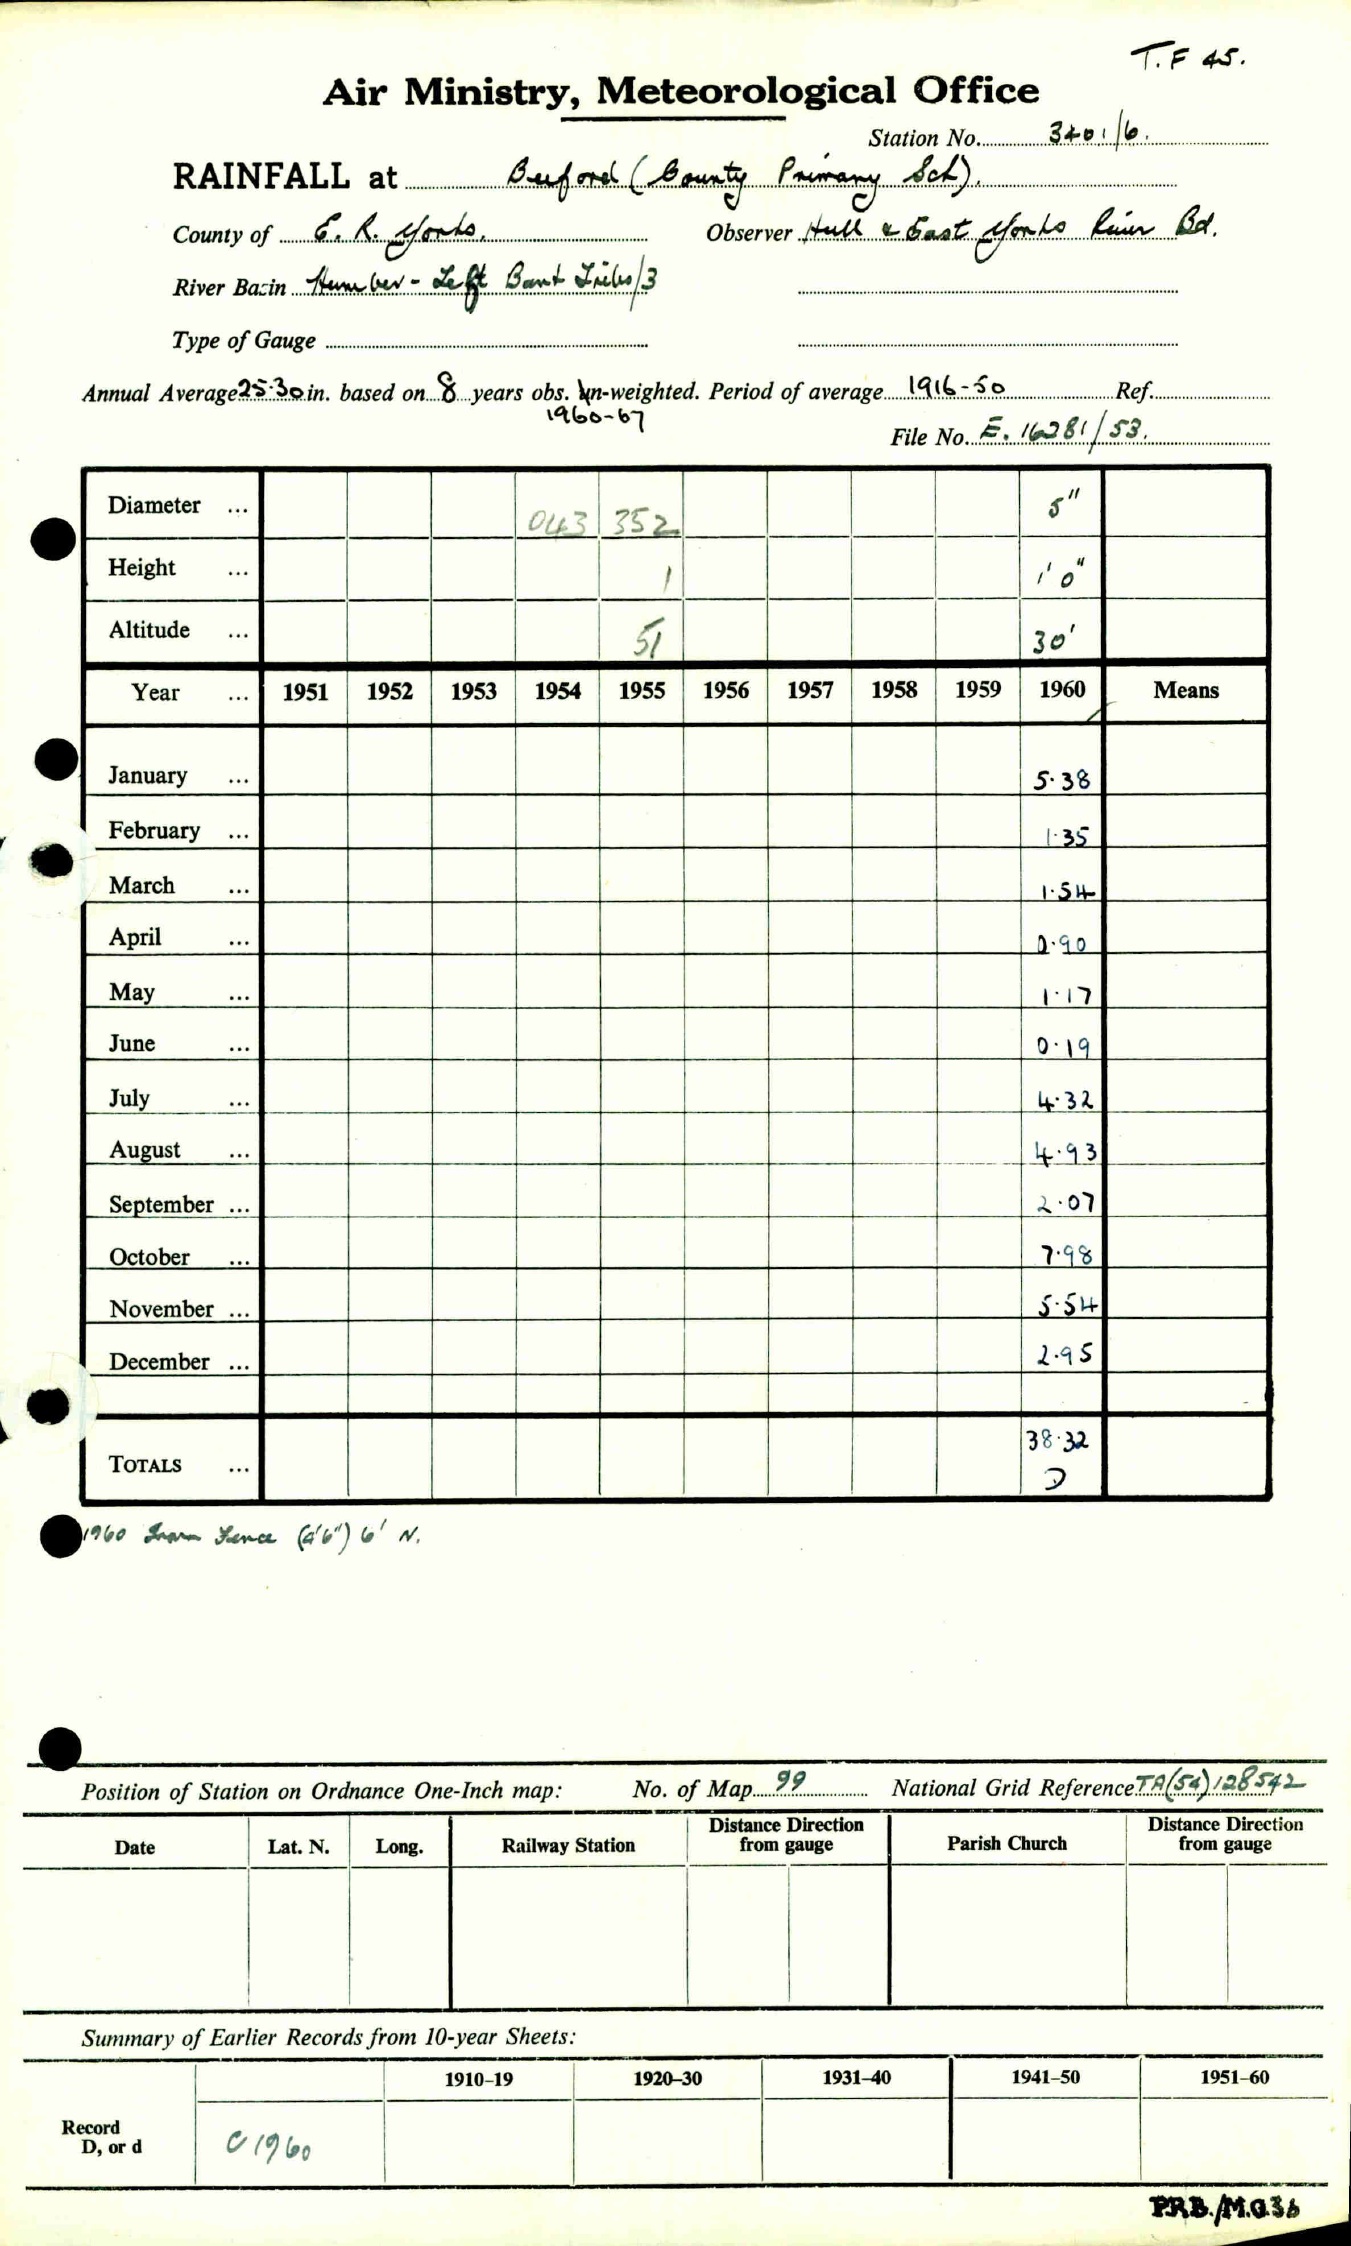 T.F 45.
Air Ministry, Meteorological Office
Station No. 3401/6.
RAINFALL at Beeford (County Primary Sch).
County of E. R. Yorks. Observer Hull & East Yorks River Bd.
River Basin Humber - Left Bank Tribs/3
Type of Gauge
Annual Average 25.30 in. based on 8 years obs. Un-weighted. Period of average 1916-50 Ref.
1960-67
File No. E. 16281/53.
Diameter ... 043 352 5"
Height ... 1 1' 0"
Altitude ... 51 30'
Year ... 1951 1952 1953 1954 1955 1956 1957 1958 1959 1960 Means
January ... 5.38
February ... 1.35
March ... 1.54
April ... 0.90
May ... 1.17
June ... 0.19
July ... 4.32
August ... 4.93
September ... 2.07
October ... 7.98
November ... 5.54
December ... 2.95
TOTALS ... 38.32
D
1960 Fence 6' N.
Position of Station on Ordnance One-Inch map: No. of Map 99 National Grid Reference TA(54)128542
Date Lat. N. Long. Railway Station Distance Direction from gauge Parish Church Distance Direction from gauge
Summary of Earlier Records from 10-year Sheets:
1910–19 1920–30 1931–40 1941–50 1951–60
Record
D, or d C 1960
P.R.B./M.O.36